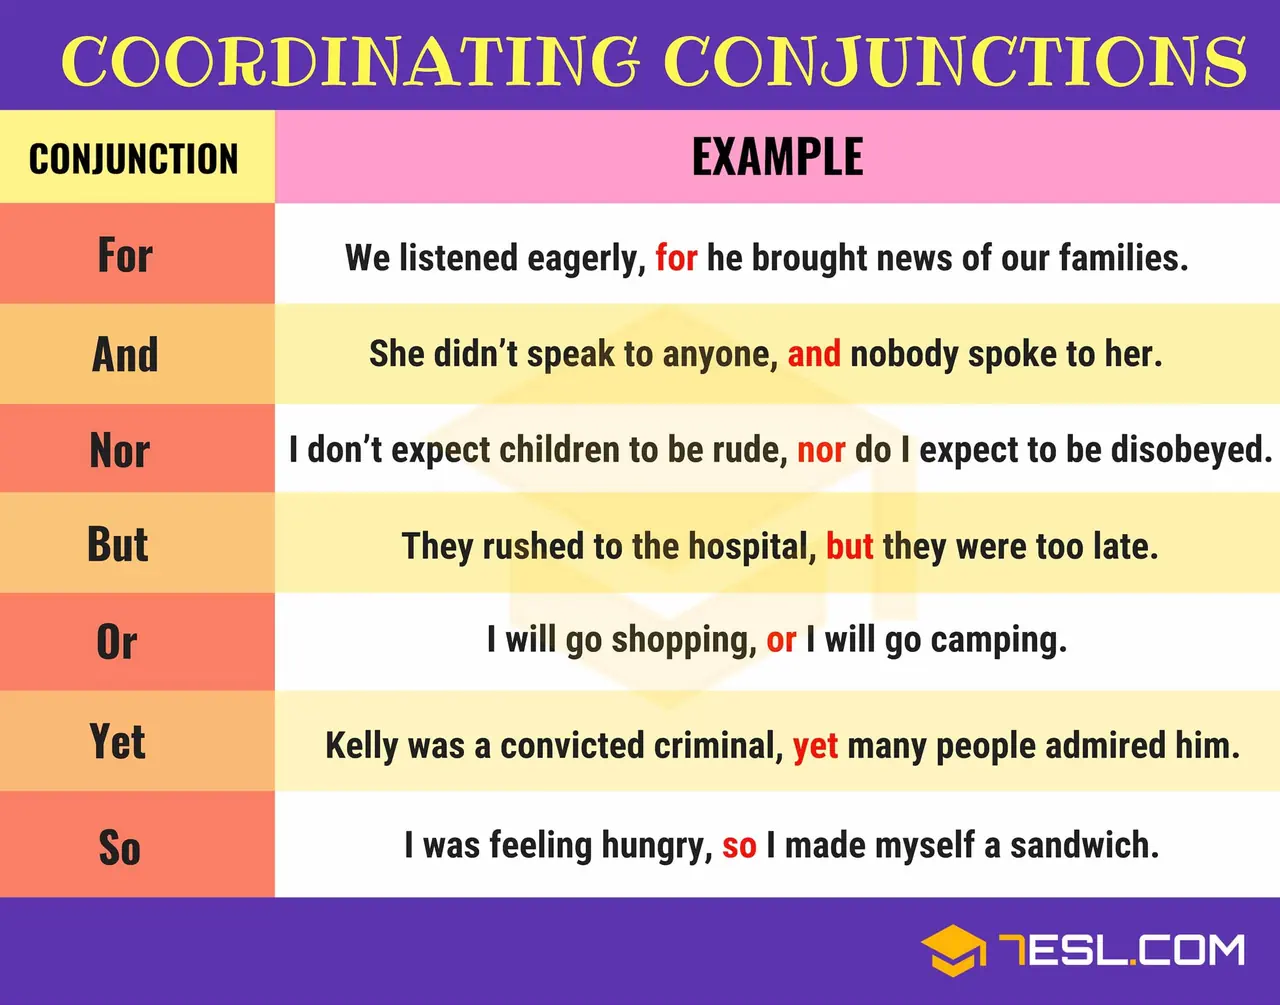 COORDINATING CONJUNCTIONS
CONJUNCTION EXAMPLE
For We listened eagerly, for he brought news of our families.
And She didn’t speak to anyone, and nobody spoke to her.
Nor I don’t expect children to be rude, nor do I expect to be disobeyed.
But They rushed to the hospital, but they were too late.
Or I will go shopping, or I will go camping.
Yet Kelly was a convicted criminal, yet many people admired him.
So I was feeling hungry, so I made myself a sandwich.
7ESL.COM